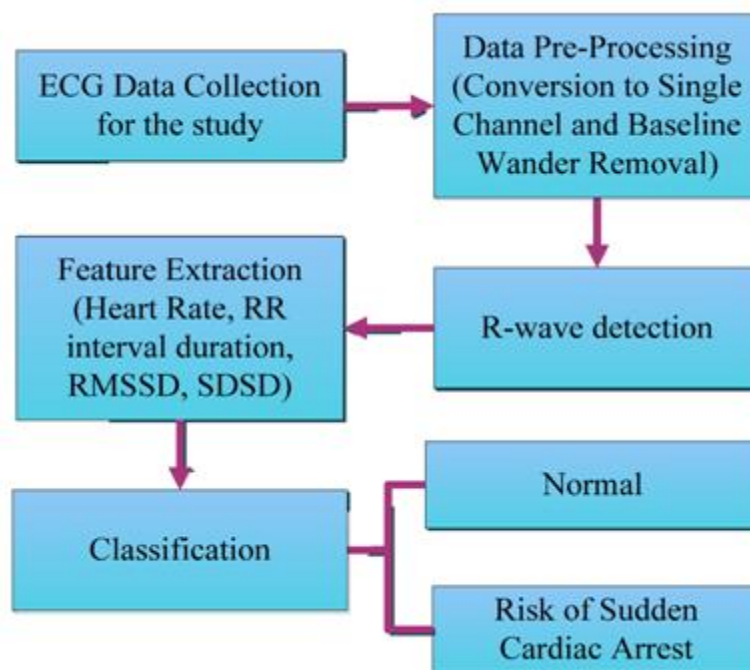 ECG Data Collection
for the study
Data Pre-Processing
(Conversion to Single
Channel and Baseline
Wander Removal)
R-wave detection
Feature Extraction
(Heart Rate, RR
interval duration,
RMSSD, SDSD)
Classification
Normal
Risk of Sudden
Cardiac Arrest